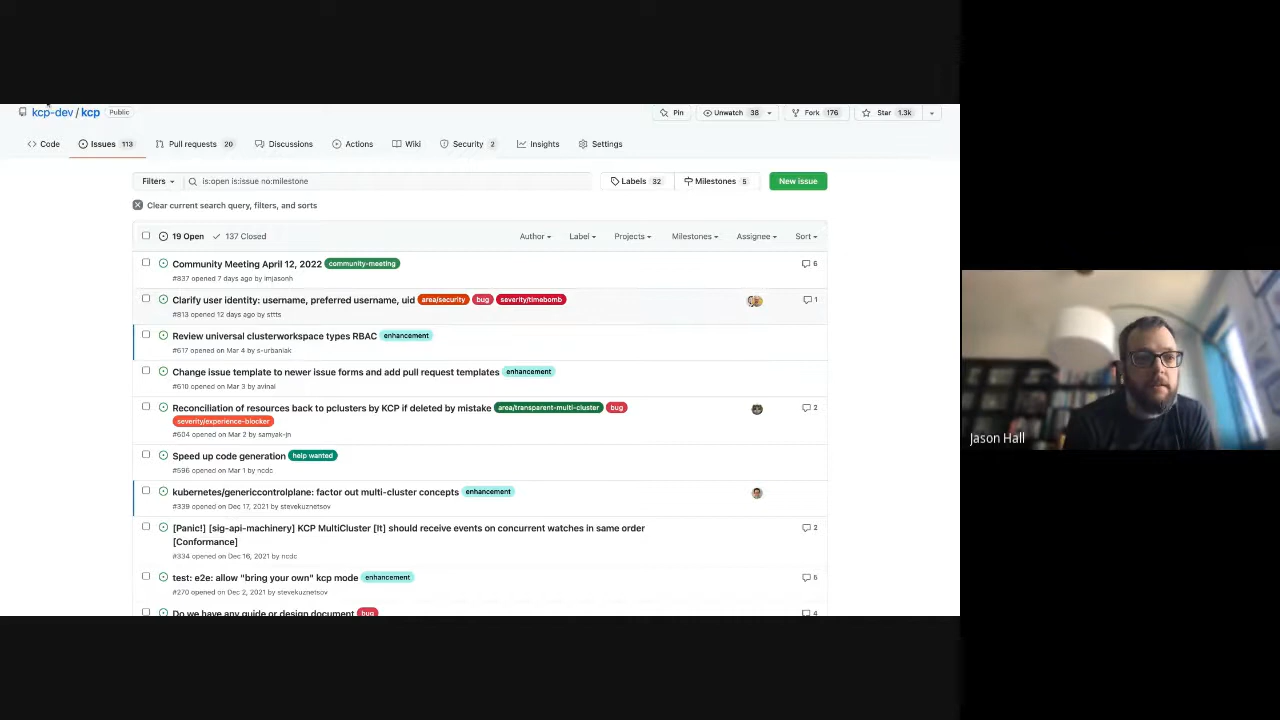 kcp-dev / kcp Public
Pin Unwatch 38 Fork 176 Star 1.3k
Code Issues 113 Pull requests 20 Discussions Actions Wiki Security 2 Insights Settings
Filters is:open is:issue no:milestone Labels 32 Milestones 5 New issue
Clear current search query, filters, and sorts
19 Open 137 Closed Author Label Projects Milestones Assignee Sort
Community Meeting April 12, 2022 community-meeting 6
#837 opened 7 days ago by imjasonh
Clarify user identity: username, preferred username, uid area/security bug severity/timebomb 1
#813 opened 12 days ago by sttts
Review universal clusterworkspace types RBAC enhancement
#617 opened on Mar 4 by s-urbaniak
Change issue template to newer issue forms and add pull request templates enhancement
#610 opened on Mar 3 by avinal
Reconciliation of resources back to pclusters by KCP if deleted by mistake area/transparent-multi-cluster bug 2
severity/experience-blocker
#604 opened on Mar 2 by samyak-jn
Speed up code generation help wanted
#596 opened on Mar 1 by ncdc
kubernetes/genericcontrolplane: factor out multi-cluster concepts enhancement
#339 opened on Dec 17, 2021 by stevekuznetsov
[Panic!] [sig-api-machinery] KCP MultiCluster [It] should receive events on concurrent watches in same order 2
[Conformance]
#334 opened on Dec 16, 2021 by ncdc
test: e2e: allow "bring your own" kcp mode enhancement 5
#270 opened on Dec 2, 2021 by stevekuznetsov
Do we have any guide or design document bug 4
Jason Hall